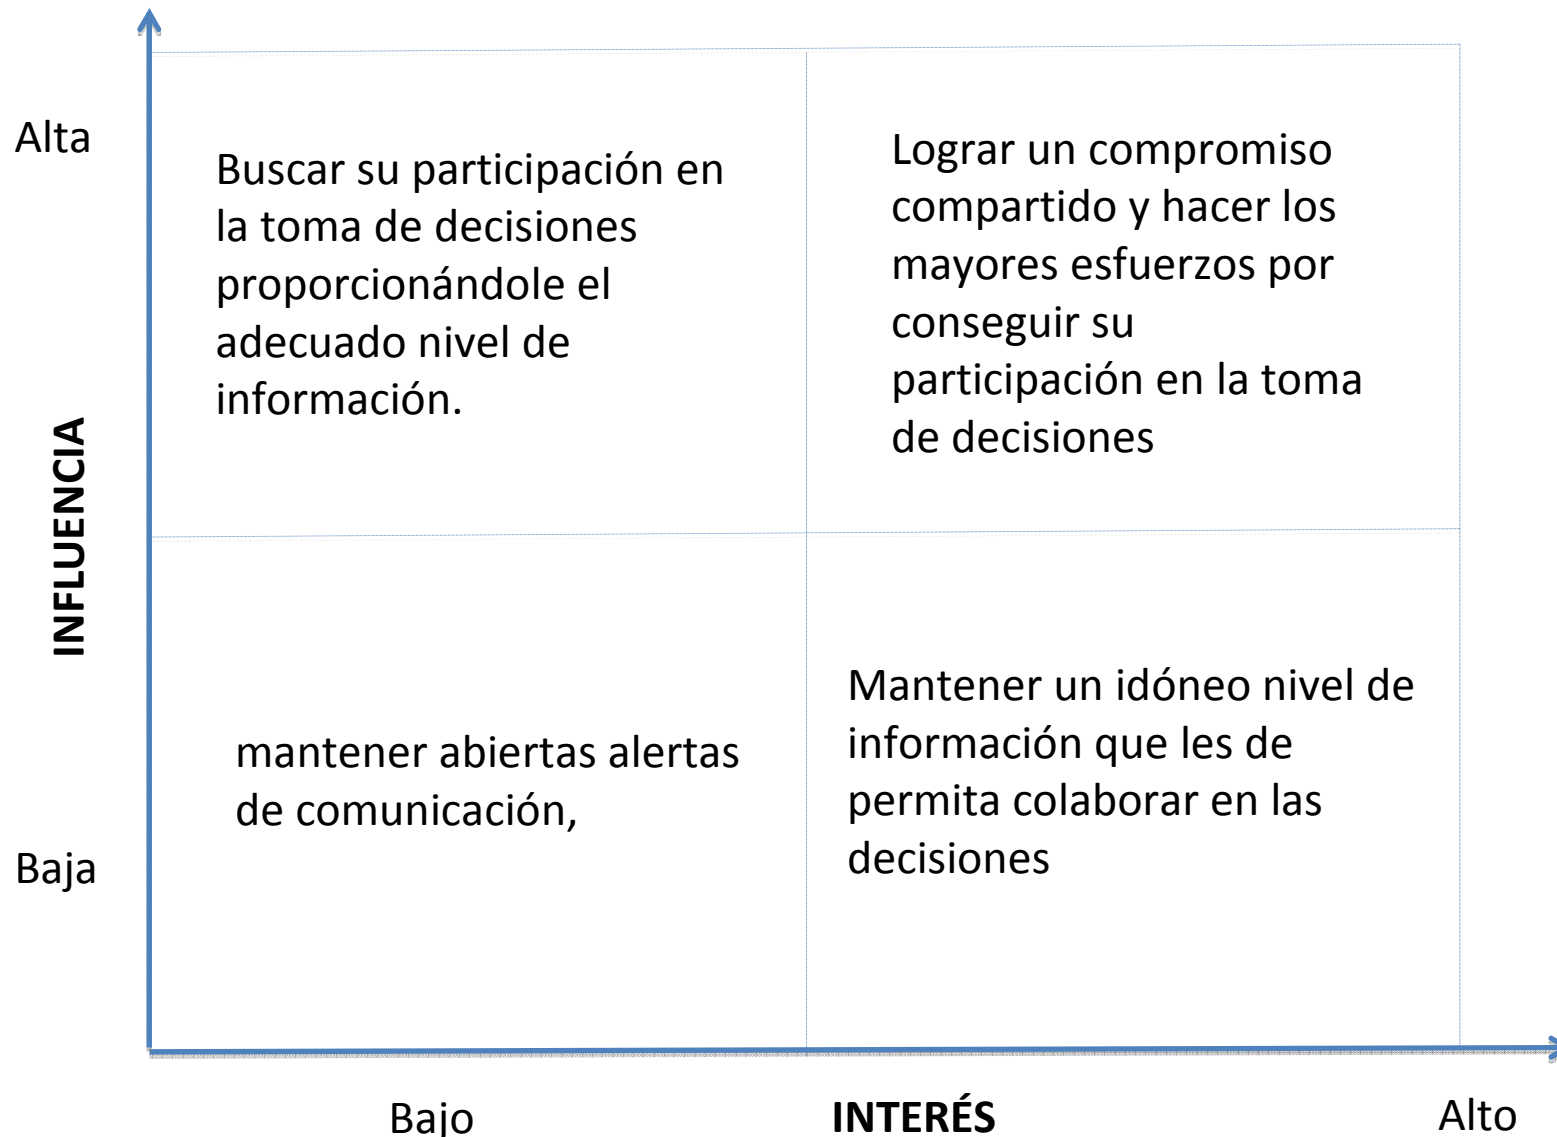 Alta
Buscar su participación en
la toma de decisiones
proporcionándole el
adecuado nivel de
información.
Lograr un compromiso
compartido y hacer los
mayores esfuerzos por
conseguir su
participación en la toma
de decisiones
INFLUENCIA
mantener abiertas alertas
de comunicación,
Mantener un idóneo nivel de
información que les de
permita colaborar en las
decisiones
Baja
Bajo
INTERÉS
Alto